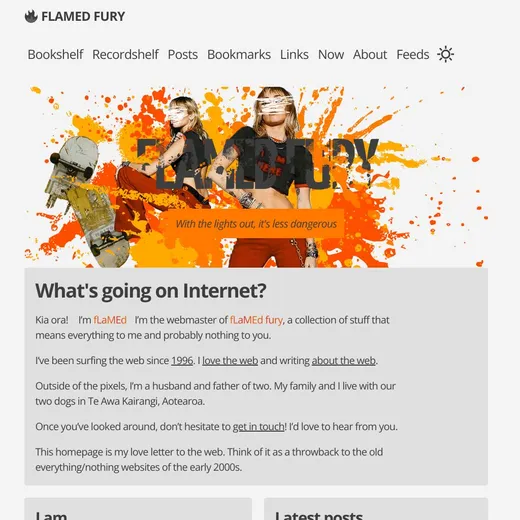 FLAMED FURY
Bookshelf Recordshelf Posts Bookmarks Links Now About Feeds
FLAMED FURY
With the lights out, it's less dangerous
What's going on Internet?
Kia ora! I'm fLaMEd I'm the webmaster of fLaMEd fury, a collection of stuff that
means everything to me and probably nothing to you.
I've been surfing the web since 1996. I love the web and writing about the web.
Outside of the pixels, I'm a husband and father of two. My family and I live with our
two dogs in Te Awa Kairangi, Aotearoa.
Once you've looked around, don't hesitate to get in touch! I'd love to hear from you.
This homepage is my love letter to the web. Think of it as a throwback to the old
everything/nothing websites of the early 2000s.
I am
Latest posts